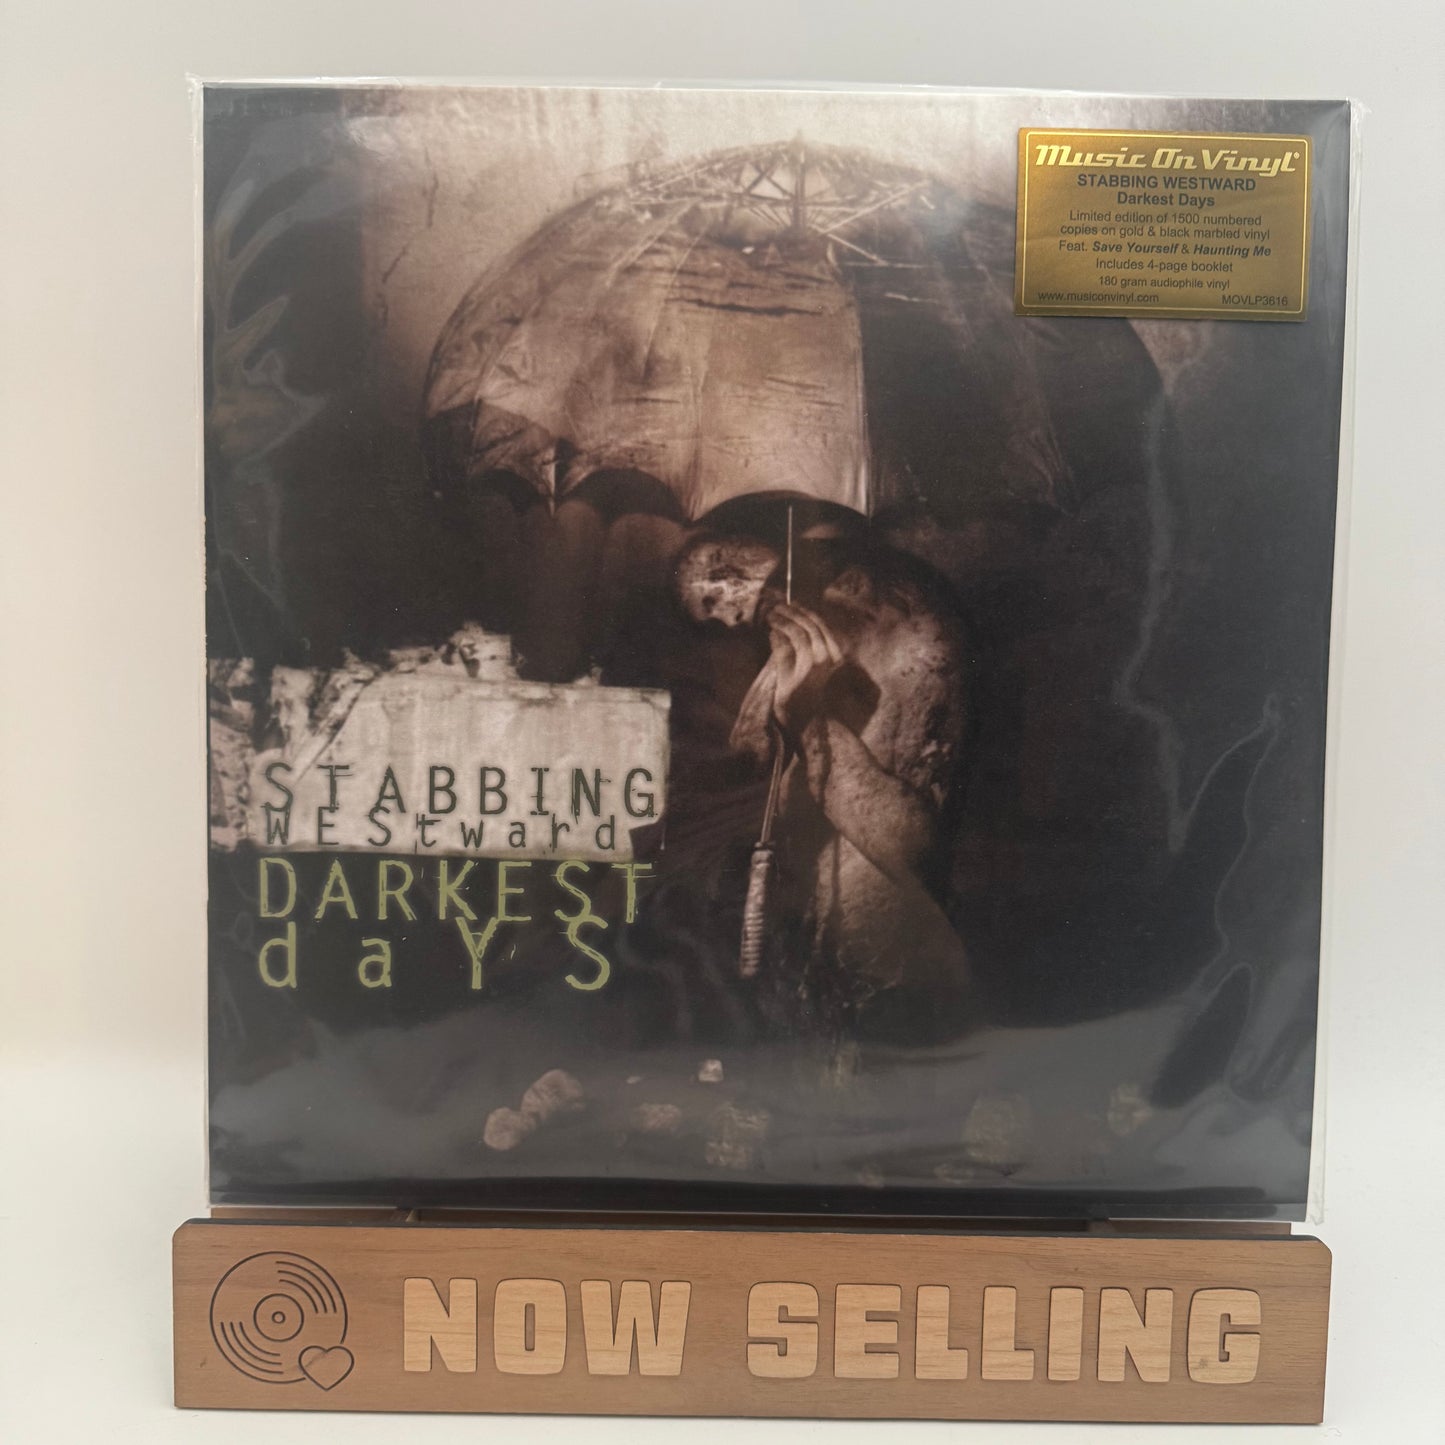 Music On Vinyl®
STABBING WESTWARD
Darkest Days
Limited edition of 1500 numbered
copies on gold & black marbled vinyl
Feat. Save Yourself & Haunting Me
Includes 4-page booklet
180 gram audiophile vinyl
www.musiconvinyl.com MOVLP3616
STABBING
WEStward
DARKEST
daYS
NOW SELLING